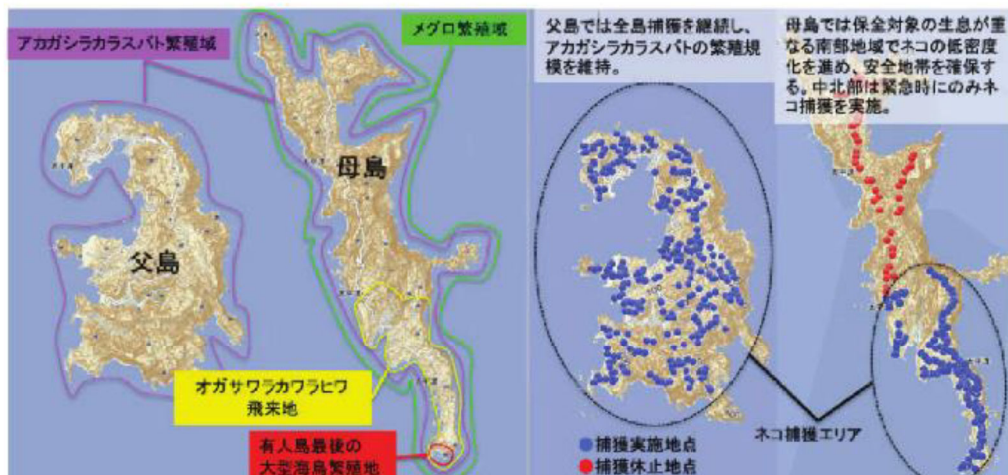 アカガシラカラスバト繁殖域
メグロ繁殖域
母島
父島
オガサワラカワラヒワ
飛来地
有人島最後の
大型海鳥繁殖地
父島では全島捕獲を継続し、
アカガシラカラスバトの繁殖規
模を維持。
母島では保全対象の生息が重
なる南部地域でネコの低密度
化を進め、安全地帯を確保す
る。中北部は緊急時にのみネ
コ捕獲を実施。
ネコ捕獲エリア
●捕獲実施地点
●捕獲休止地点